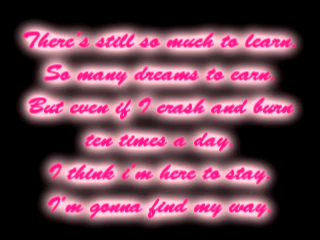 There's still so much to learn.
So many dreams to earn.
But even if I crash and burn
ten times a day,
I think i'm here to stay.
I'm gonna find my way.